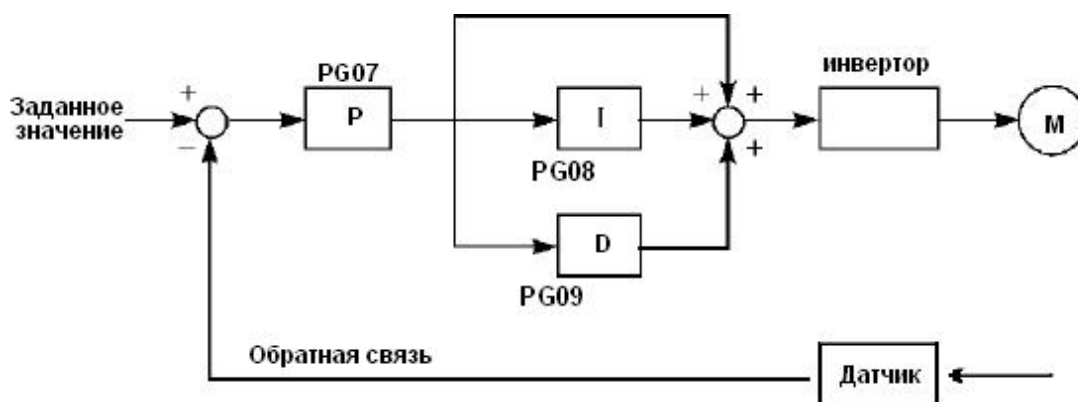 PG07
инвертор
Заданное
значение
+
−
P
I
+
+
+
M
PG08
D
PG09
Обратная связь
Датчик